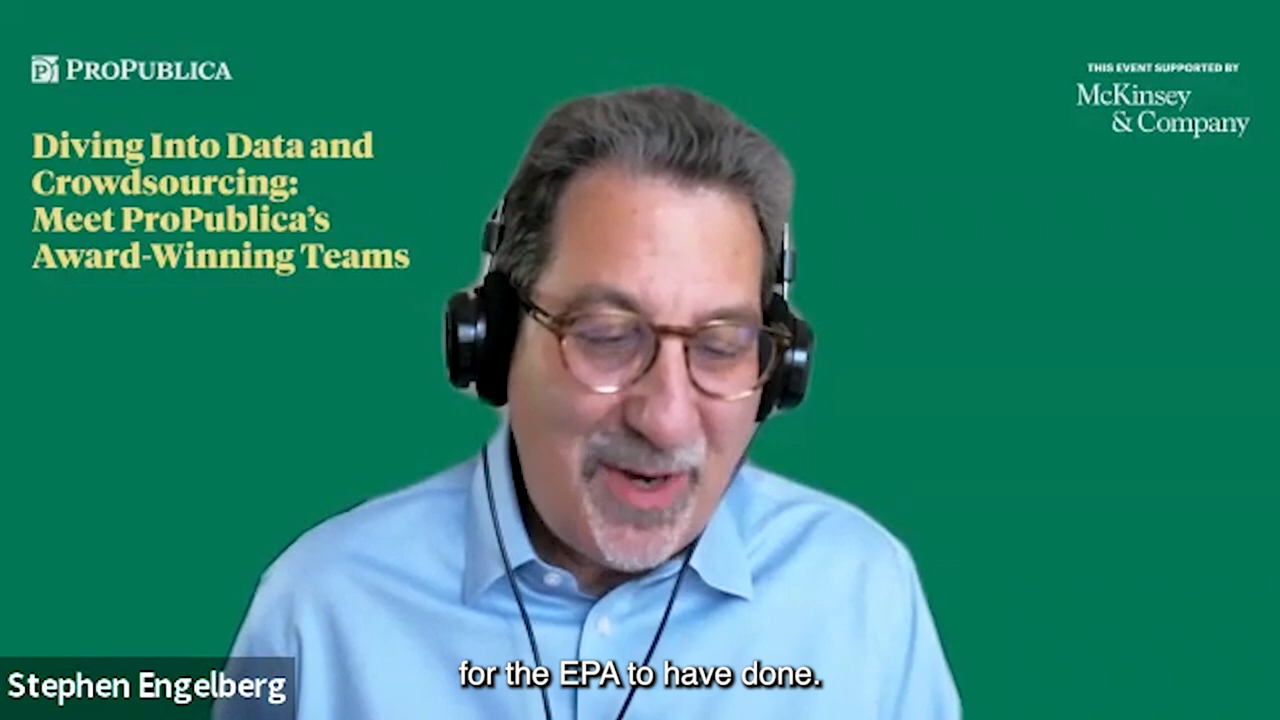 PROPUBLICA
THIS EVENT SUPPORTED BY
McKinsey
& Company
Diving Into Data and
Crowdsourcing:
Meet ProPublica’s
Award-Winning Teams
for the EPA to have done.
Stephen Engelberg